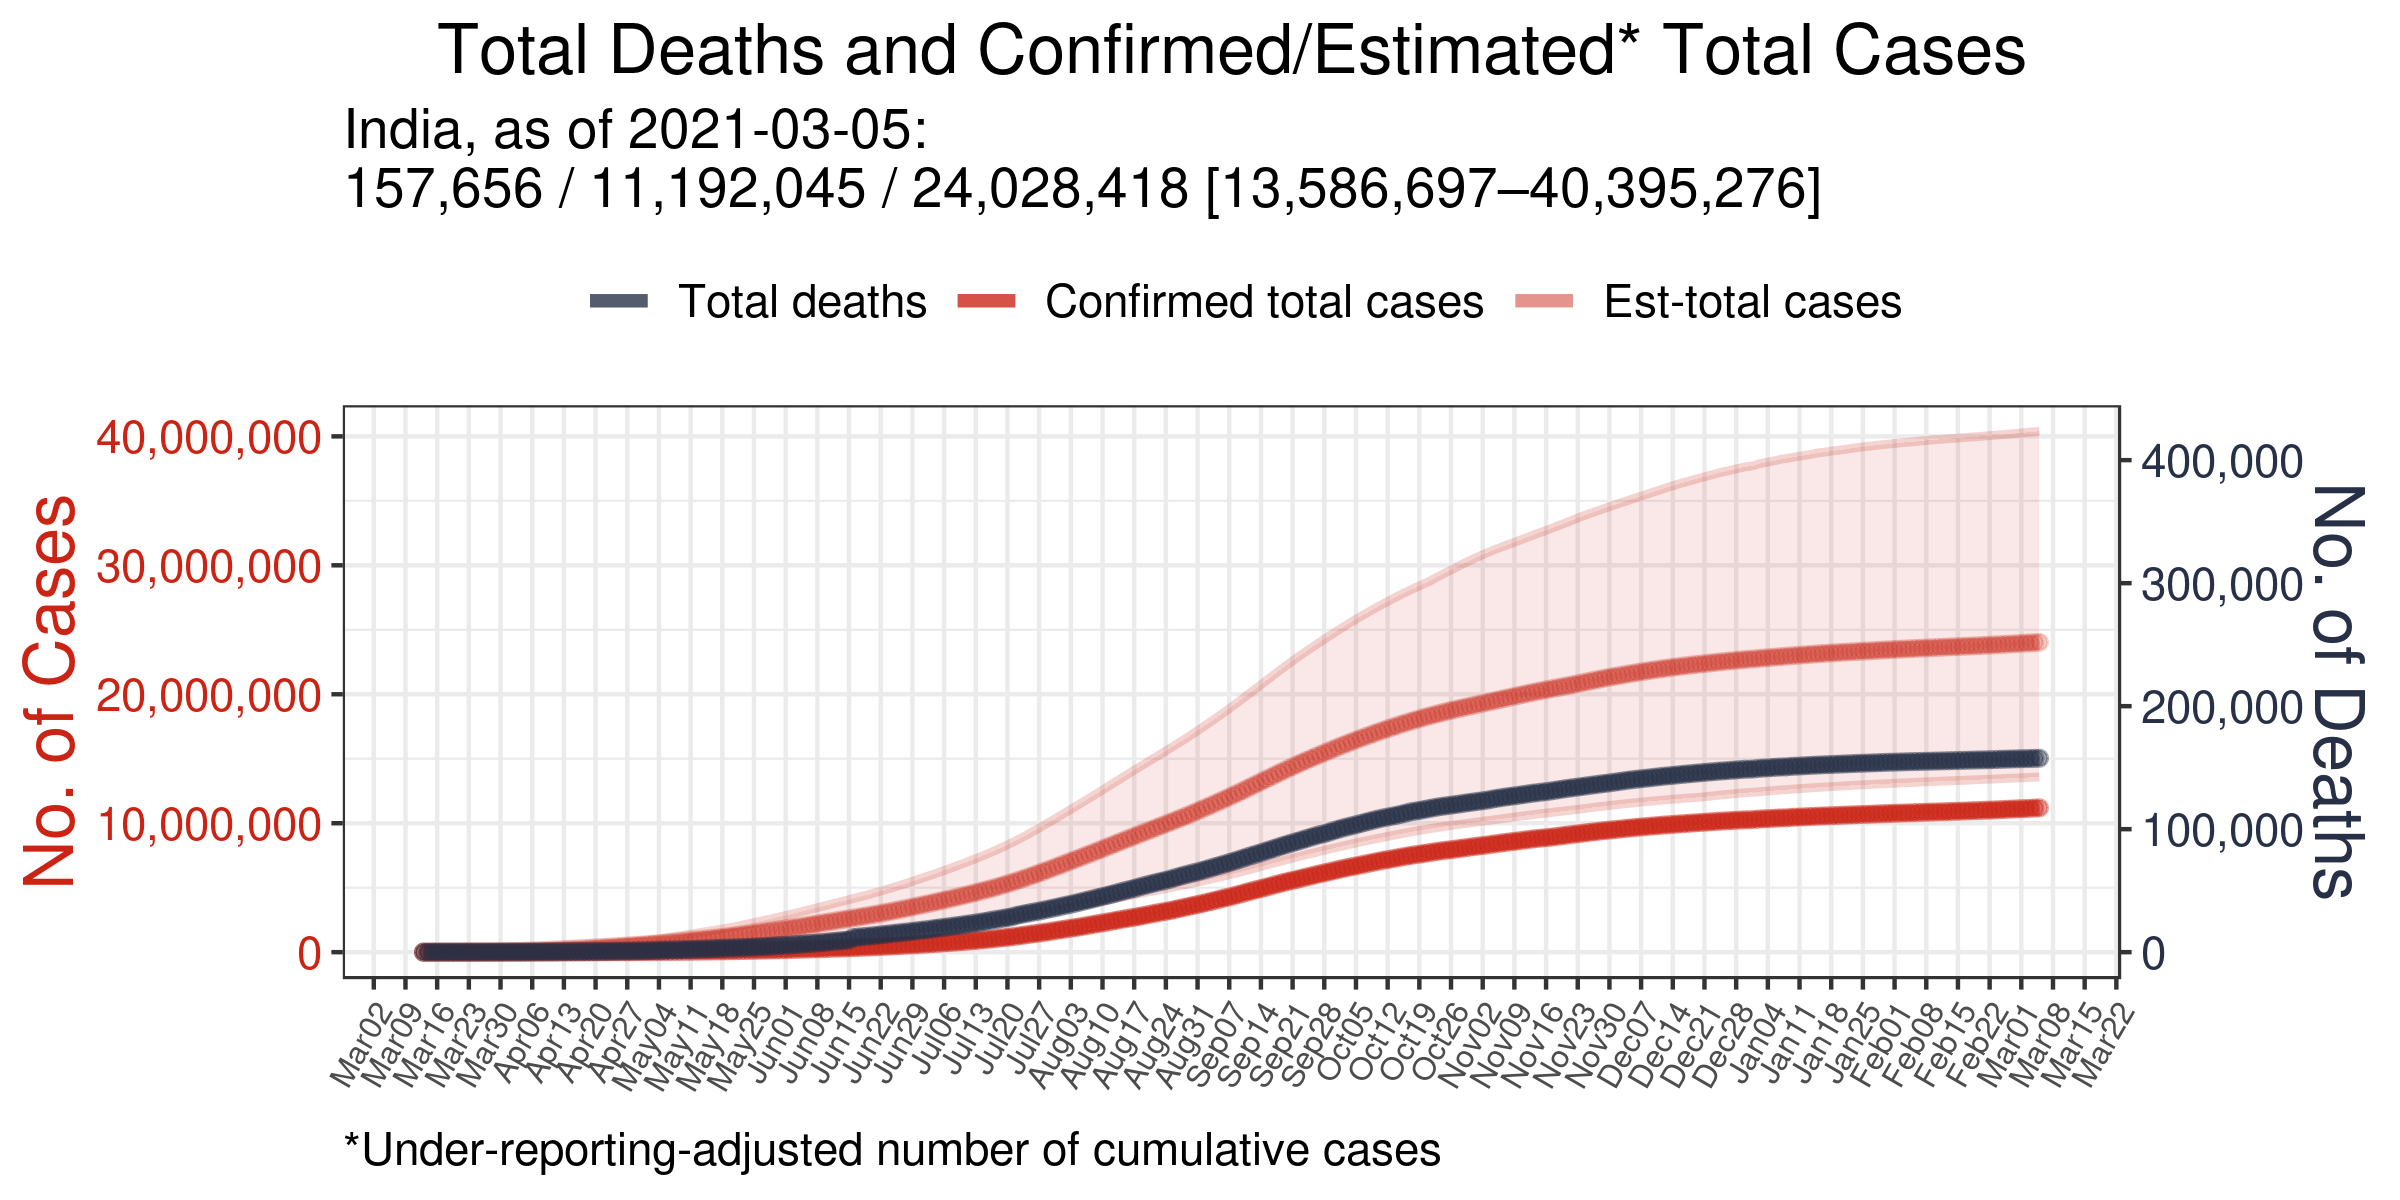 Total Deaths and Confirmed/Estimated* Total Cases
India, as of 2021-03-05:
157,656 / 11,192,045 / 24,028,418 [13,586,697–40,395,276]
Total deaths
Confirmed total cases
Est-total cases
No. of Cases
40,000,000
30,000,000
20,000,000
10,000,000
0
400,000
300,000
200,000
100,000
0
No. of Deaths
Mar02
Mar09
Mar16
Mar23
Mar30
Apr06
Apr13
Apr20
Apr27
May04
May11
May18
May25
Jun01
Jun08
Jun15
Jun22
Jun29
Jul06
Jul13
Jul20
Jul27
Aug03
Aug10
Aug17
Aug24
Aug31
Sep07
Sep14
Sep21
Sep28
Oct05
Oct12
Oct19
Oct26
Nov02
Nov09
Nov16
Nov23
Nov30
Dec07
Dec14
Dec21
Dec28
Jan04
Jan11
Jan18
Jan25
Feb01
Feb08
Feb15
Feb22
Mar01
Mar08
Mar15
Mar22
*Under-reporting-adjusted number of cumulative cases